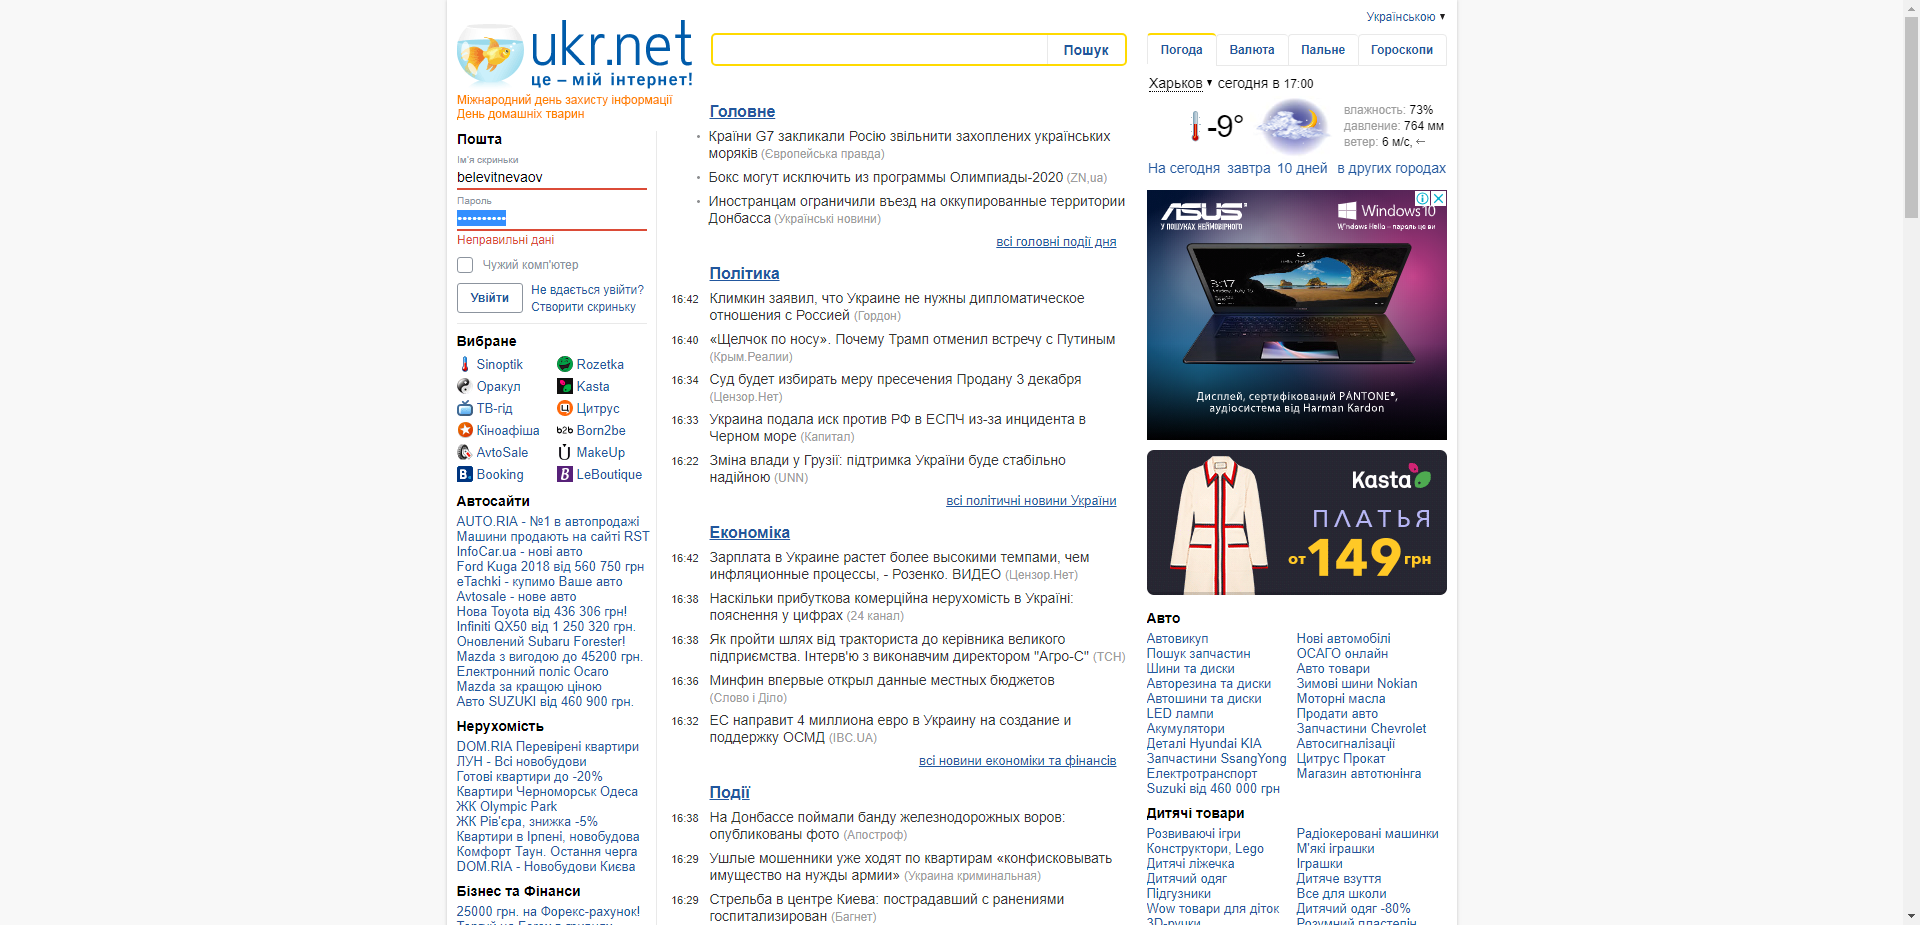 Українською ▼
ukr.net
це – мій інтернет!
Міжнародний день захисту інформації
День домашніх тварин
Пошук
Погода
Валюта
Пальне
Гороскопи
Пошта
Ім'я скриньки
belevitnevaov
Пароль
••••••••••
Неправильні дані
Чужий комп'ютер
Увійти
Не вдається увійти?
Створити скриньку
Вибране
Sinoptik
Rozetka
Оракул
Kasta
ТВ-гід
Цитрус
Кіноафіша
Born2be
AvtoSale
MakeUp
Booking
LeBoutique
Автосайти
AUTO.RIA - №1 в автопродажі
Машини продають на сайті RST
InfoCar.ua - нові авто
Ford Kuga 2018 від 560 750 грн
eTachki - купимо Ваше авто
Avtosale - нове авто
Нова Toyota від 436 306 грн!
Infiniti QX50 від 1 250 320 грн.
Оновлений Subaru Forester!
Mazda з вигодою до 45200 грн.
Електронний поліс Осаго
Mazda за кращою ціною
Авто SUZUKI від 460 900 грн.
Нерухомість
DOM.RIA Перевірені квартири
ЛУН - Всі новобудови
Готові квартири до -20%
Квартири Черноморськ Одеса
ЖК Olympic Park
ЖК Рів'єра, знижка -5%
Квартири в Ірпені, новобудова
Комфорт Таун. Остання черга
DOM.RIA - Новобудови Києва
Бізнес та Фінанси
25000 грн. на Форекс-рахунок!
Головне
Країни G7 закликали Росію звільнити захоплених українських
моряків (Європейська правда)
Бокс могут исключить из программы Олимпиады-2020 (ZN,ua)
Иностранцам ограничили въезд на оккупированные территории
Донбасса (Українські новини)
всі головні події дня
Політика
16:42 Климкин заявил, что Украине не нужны дипломатическое
отношения с Россией (Гордон)
16:40 «Щелчок по носу». Почему Трамп отменил встречу с Путиным
(Крым.Реалии)
16:34 Суд будет избирать меру пресечения Продану 3 декабря
(Цензор.Нет)
16:33 Украина подала иск против РФ в ЕСПЧ из-за инцидента в
Черном море (Капитал)
16:22 Зміна влади у Грузії: підтримка України буде стабільно
надійною (UNN)
всі політичні новини України
Економіка
16:42 Зарплата в Украине растет более высокими темпами, чем
инфляционные процессы, - Розенко. ВИДЕО (Цензор.Нет)
16:38 Наскільки прибуткова комерційна нерухомість в Україні:
пояснення у цифрах (24 канал)
16:38 Як пройти шлях від тракториста до керівника великого
підприємства. Інтерв'ю з виконавчим директором "Агро-С" (ТСН)
16:36 Минфин впервые открыл данные местных бюджетов
(Слово і Діло)
16:32 ЕС направит 4 миллиона евро в Украину на создание и
поддержку ОСМД (IBC.UA)
всі новини економіки та фінансів
Події
16:38 На Донбассе поймали банду железнодорожных воров:
опубликованы фото (Апостроф)
16:29 Ушлые мошенники уже ходят по квартирам «конфисковывать
имущество на нужды армии» (Украина криминальная)
16:29 Стрельба в центре Киева: пострадавший с ранениями
госпитализирован (Багнет)
Харьков ▼ сегодня в 17:00
-9°
влажность: 73%
давление: 764 мм
ветер: 6 м/с, ←
На сегодня завтра 10 дней в других городах
ASUS
У ПОШУКАХ НЕЙМОВІРНОГО
Windows 10
Windows Hello – пароль це ви
Дисплей, сертифікований PANTONE®,
аудіосистема від Harman Kardon
Kasta
ПЛАТЬЯ
от 149 грн
Авто
Автовикуп
Нові автомобілі
Пошук запчастин
ОСАГО онлайн
Шини та диски
Авто товари
Авторезина та диски
Зимові шини Nokian
Автошини та диски
Моторні масла
LED лампи
Продати авто
Акумулятори
Запчастини Chevrolet
Деталі Hyundai KIA
Автосигналізації
Запчастини SsangYong
Цитрус Прокат
Електротранспорт
Магазин автотюнінга
Suzuki від 460 000 грн
Дитячі товари
Розвиваючі ігри
Радіокеровані машинки
Конструктори, Lego
М'які іграшки
Дитячі ліжечка
Іграшки
Дитячий одяг
Дитяче взуття
Підгузники
Все для школи
Wow товари для діток
Дитячий одяг -80%
3D-ручки
Розумний пластелін